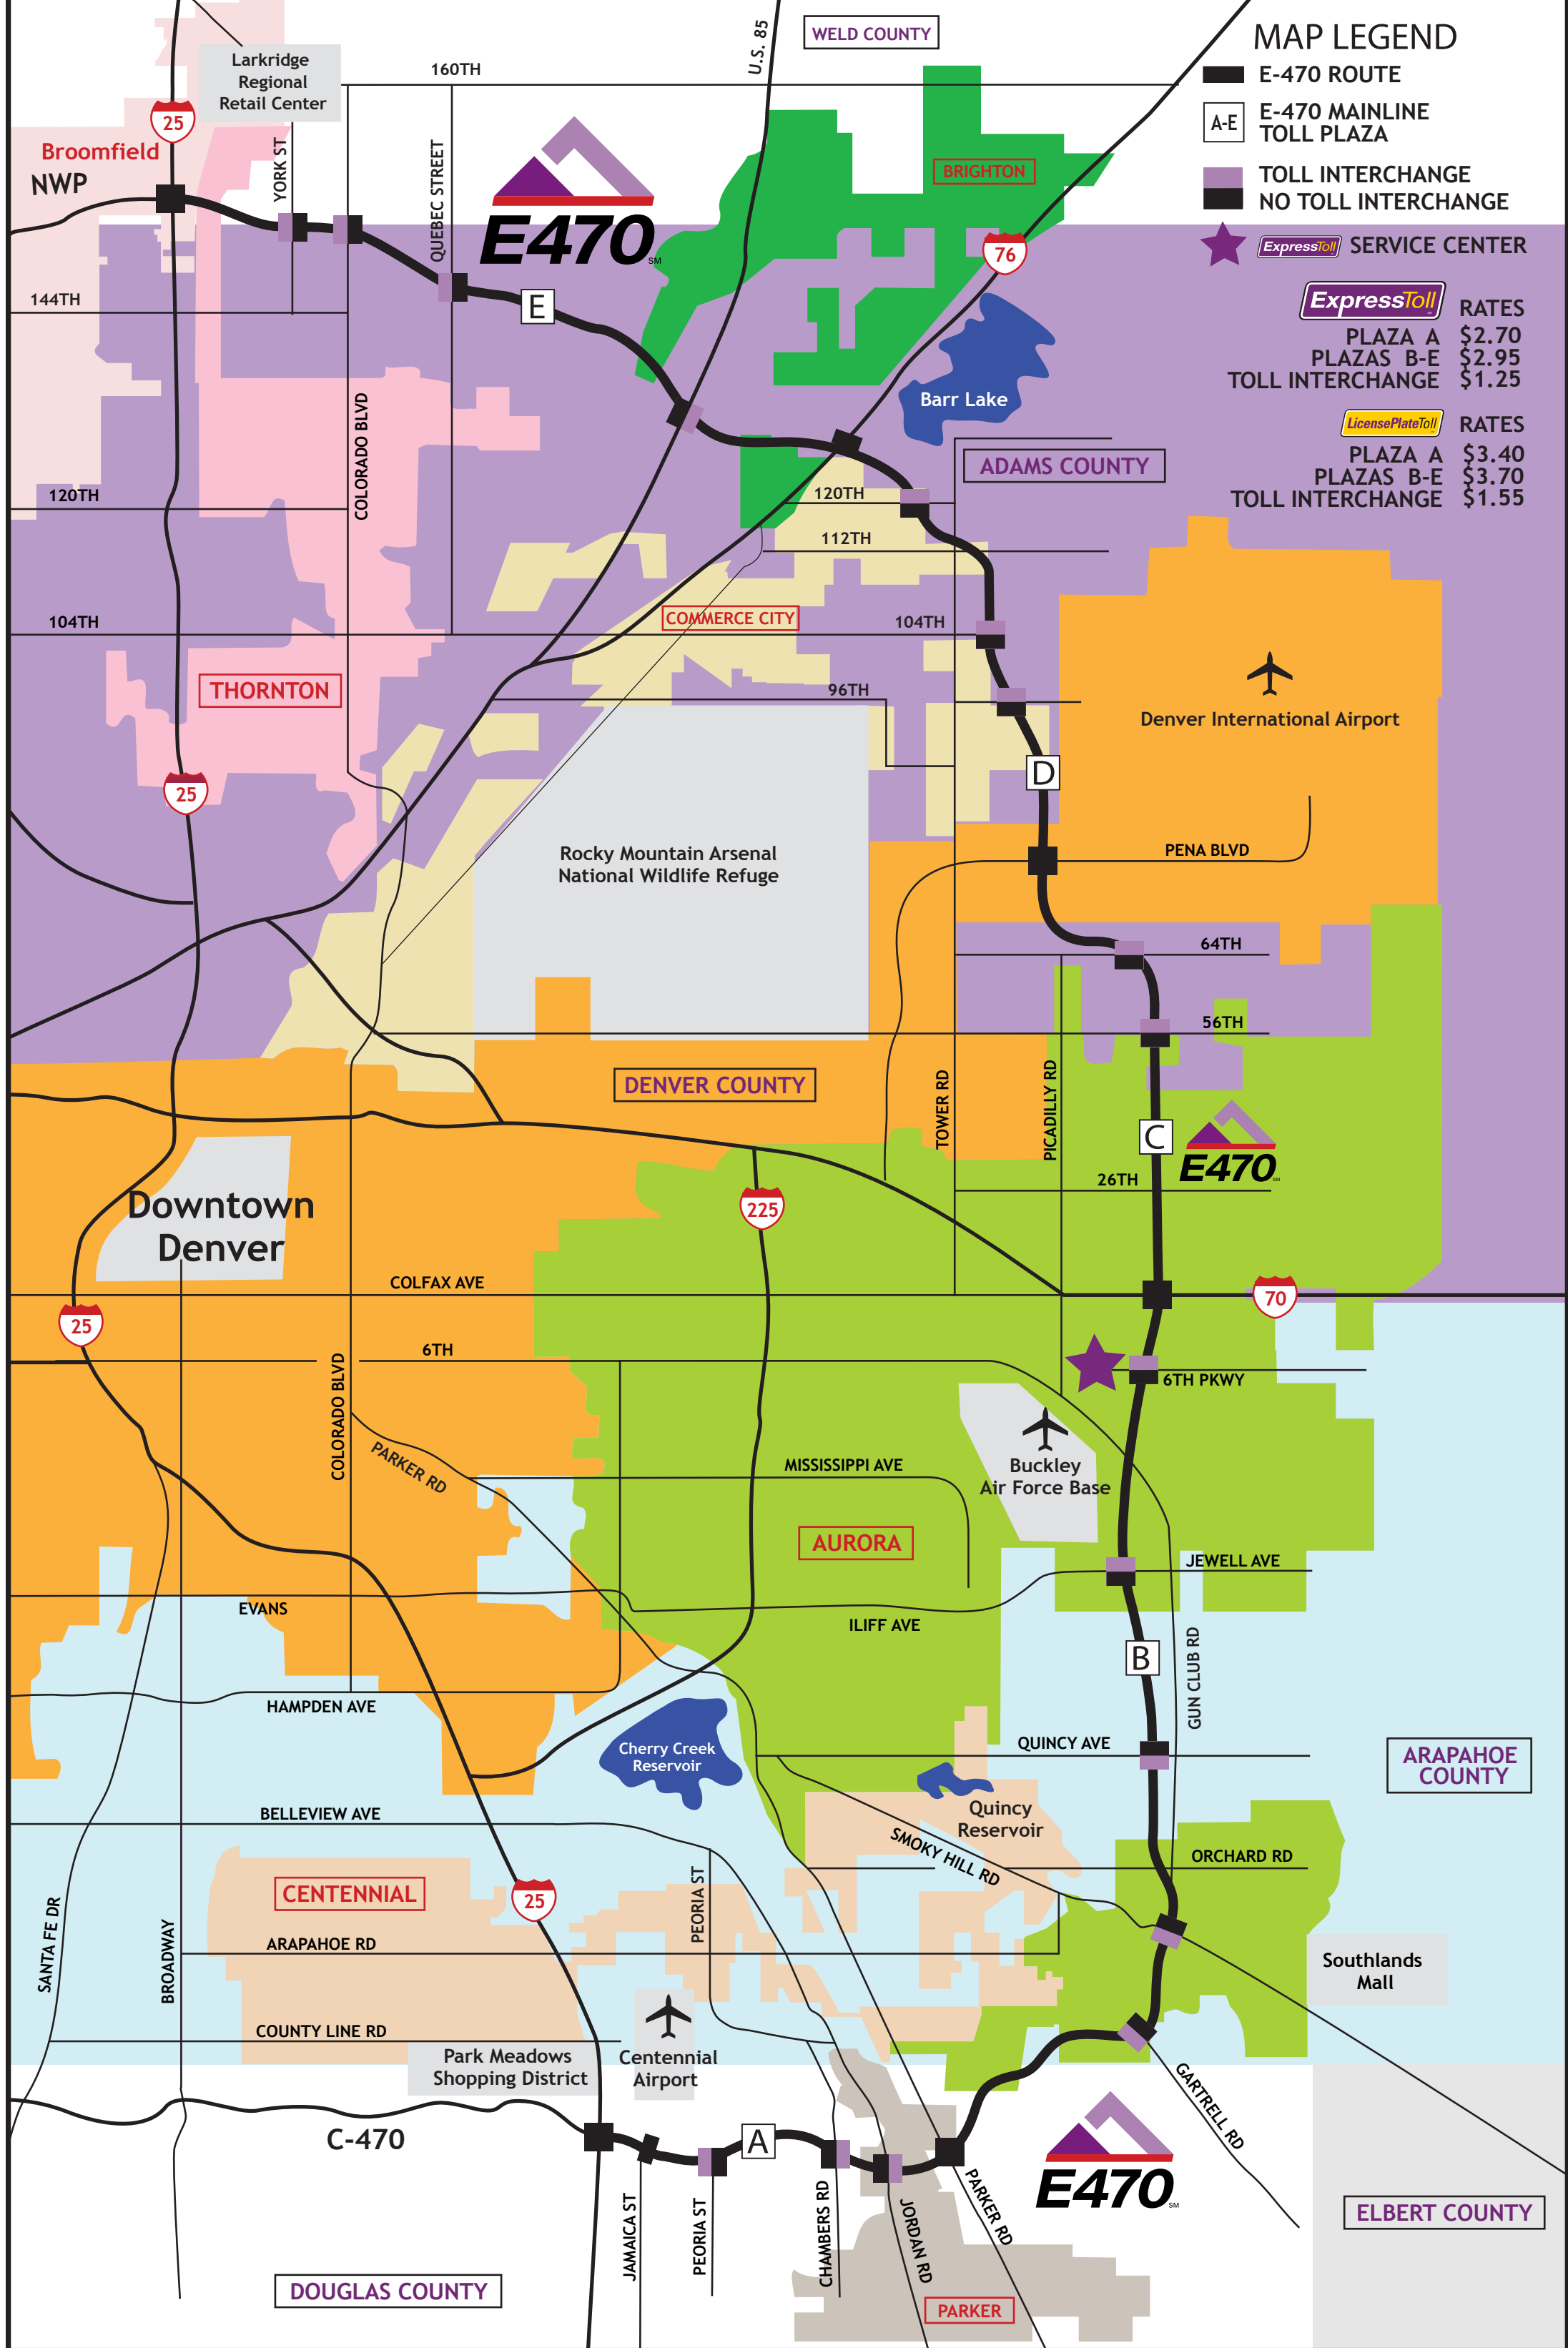 U.S. 85
WELD COUNTY
MAP LEGEND
E-470 ROUTE
A-E
E-470 MAINLINE
TOLL PLAZA
TOLL INTERCHANGE
NO TOLL INTERCHANGE
ExpressToll
SERVICE CENTER
ExpressToll
RATES
PLAZA A $2.70
PLAZAS B-E $2.95
TOLL INTERCHANGE $1.25
LicensePlateToll
RATES
PLAZA A $3.40
PLAZAS B-E $3.70
TOLL INTERCHANGE $1.55
Larkridge
Regional
Retail Center
160TH
25
Broomfield
NWP
YORK ST
QUEBEC STREET
E470
SM
BRIGHTON
76
144TH
E
Barr Lake
COLORADO BLVD
ADAMS COUNTY
120TH
120TH
112TH
104TH
COMMERCE CITY
104TH
THORNTON
96TH
Denver International Airport
D
25
Rocky Mountain Arsenal
National Wildlife Refuge
PENA BLVD
64TH
56TH
DENVER COUNTY
TOWER RD
PICADILLY RD
C
E470
SM
26TH
Downtown
Denver
225
COLFAX AVE
70
25
6TH
6TH PKWY
COLORADO BLVD
PARKER RD
MISSISSIPPI AVE
Buckley
Air Force Base
AURORA
JEWELL AVE
EVANS
ILIFF AVE
B
GUN CLUB RD
HAMPDEN AVE
Cherry Creek
Reservoir
QUINCY AVE
ARAPAHOE
COUNTY
BELLEVIEW AVE
Quincy
Reservoir
SMOKY HILL RD
ORCHARD RD
CENTENNIAL
25
PEORIA ST
SANTA FE DR
BROADWAY
ARAPAHOE RD
Southlands
Mall
COUNTY LINE RD
Park Meadows
Shopping District
Centennial
Airport
GARTRELL RD
C-470
A
E470
SM
JAMAICA ST
PEORIA ST
CHAMBERS RD
JORDAN RD
PARKER RD
ELBERT COUNTY
DOUGLAS COUNTY
PARKER